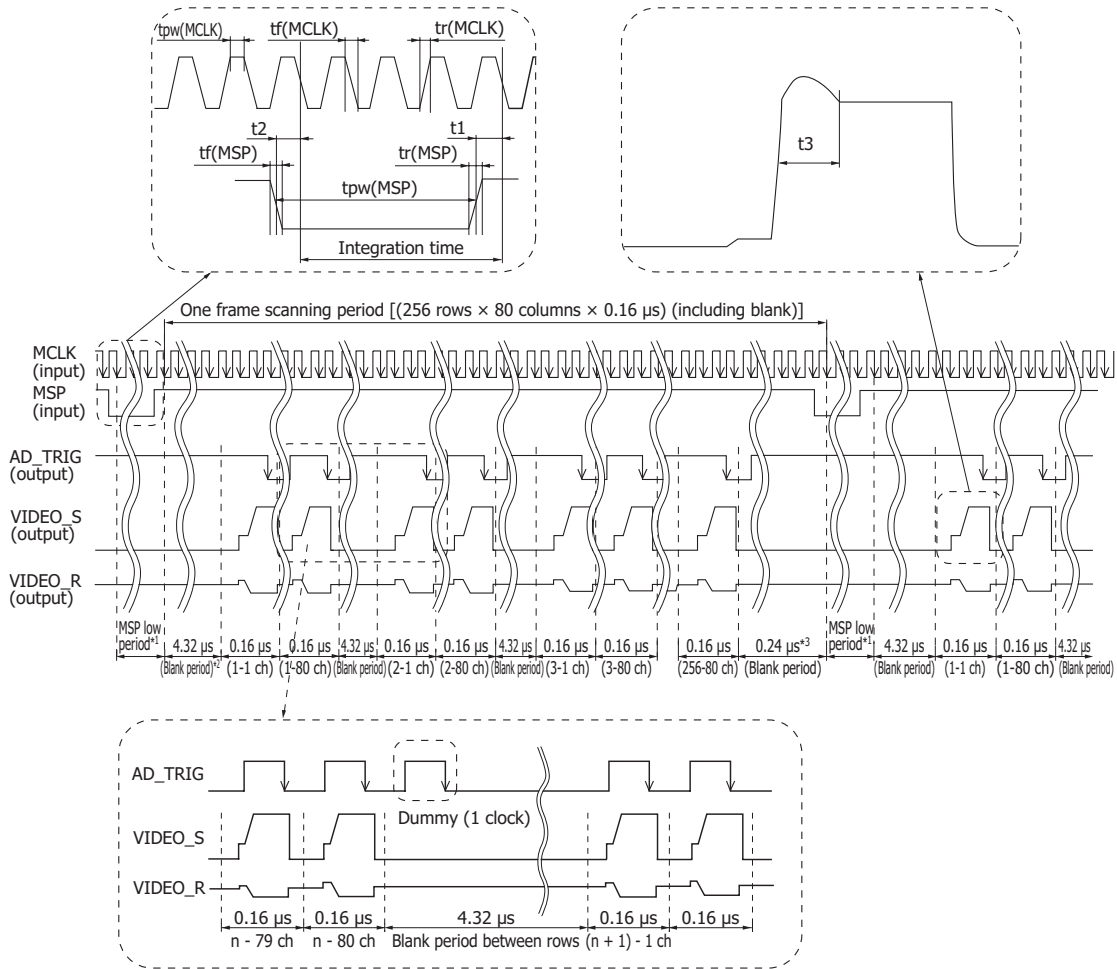 tpw(MCLK)
tf(MCLK)
tr(MCLK)
t2
t1
tf(MSP)
tr(MSP)
tpw(MSP)
Integration time
t3
One frame scanning period [(256 rows × 80 columns × 0.16 µs) (including blank)]
MCLK
(input)
MSP
(input)
AD_TRIG
(output)
VIDEO_S
(output)
VIDEO_R
(output)
MSP low
period*1
4.32 µs
(Blank period)*2
0.16 µs
(1-1 ch)
0.16 µs
(1-80 ch)
4.32 µs
(Blank period)
0.16 µs
(2-1 ch)
0.16 µs
(2-80 ch)
4.32 µs
(Blank period)
0.16 µs
(3-1 ch)
0.16 µs
(3-80 ch)
0.16 µs
(256-80 ch)
0.24 µs*3
(Blank period)
MSP low
period*1
4.32 µs
(Blank period)
0.16 µs
(1-1 ch)
0.16 µs
(1-80 ch)
4.32 µs
(Blank period)
AD_TRIG
Dummy (1 clock)
VIDEO_S
VIDEO_R
0.16 µs
n - 79 ch
0.16 µs
n - 80 ch
4.32 µs
Blank period between rows
0.16 µs
(n + 1) - 1 ch
0.16 µs